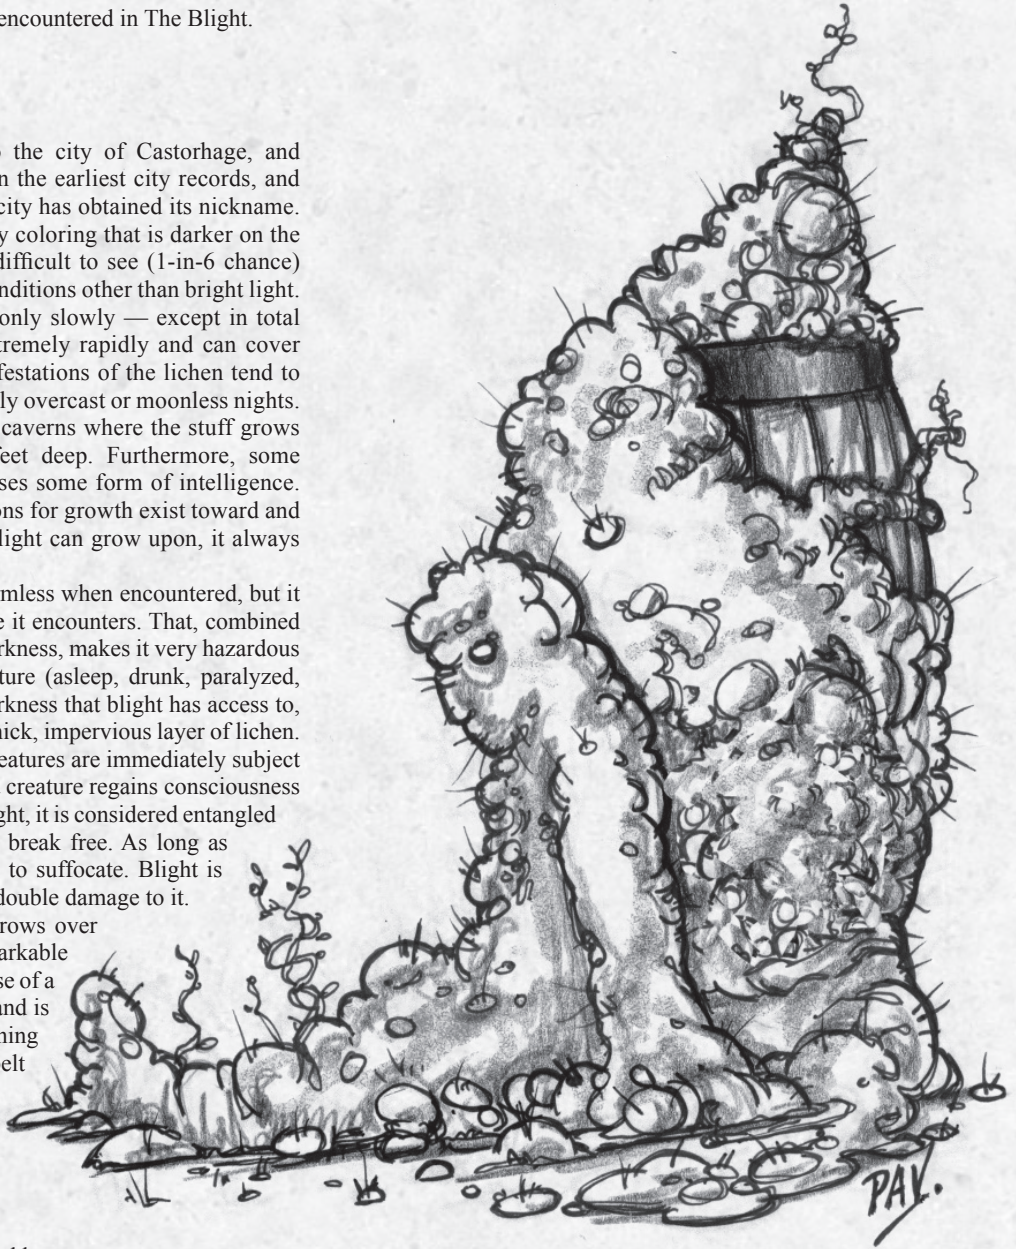 encountered in The Blight.
the city of Castorhage, and
the earliest city records, and
city has obtained its nickname.
coloring that is darker on the
difficult to see (1-in-6 chance)
nditions other than bright light.
only slowly — except in total
tremely rapidly and can cover
festations of the lichen tend to
ly overcast or moonless nights.
caverns where the stuff grows
feet deep. Furthermore, some
ses some form of intelligence.
ons for growth exist toward and
light can grow upon, it always
mless when encountered, but it
e it encounters. That, combined
rkness, makes it very hazardous
ture (asleep, drunk, paralyzed,
rkness that blight has access to,
hick, impervious layer of lichen.
eatures are immediately subject
creature regains consciousness
ght, it is considered entangled
break free. As long as
to suffocate. Blight is
double damage to it.
rows over
arkable
se of a
and is
ning
elt
PAV.